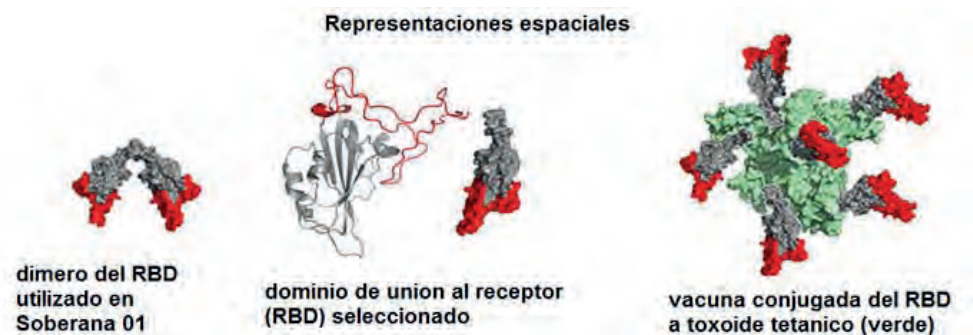 Representaciones espaciales
dimero del RBD
utilizado en
Soberana 01
dominio de union al receptor
(RBD) seleccionado
vacuna conjugada del RBD
a toxoide tetanico (verde)